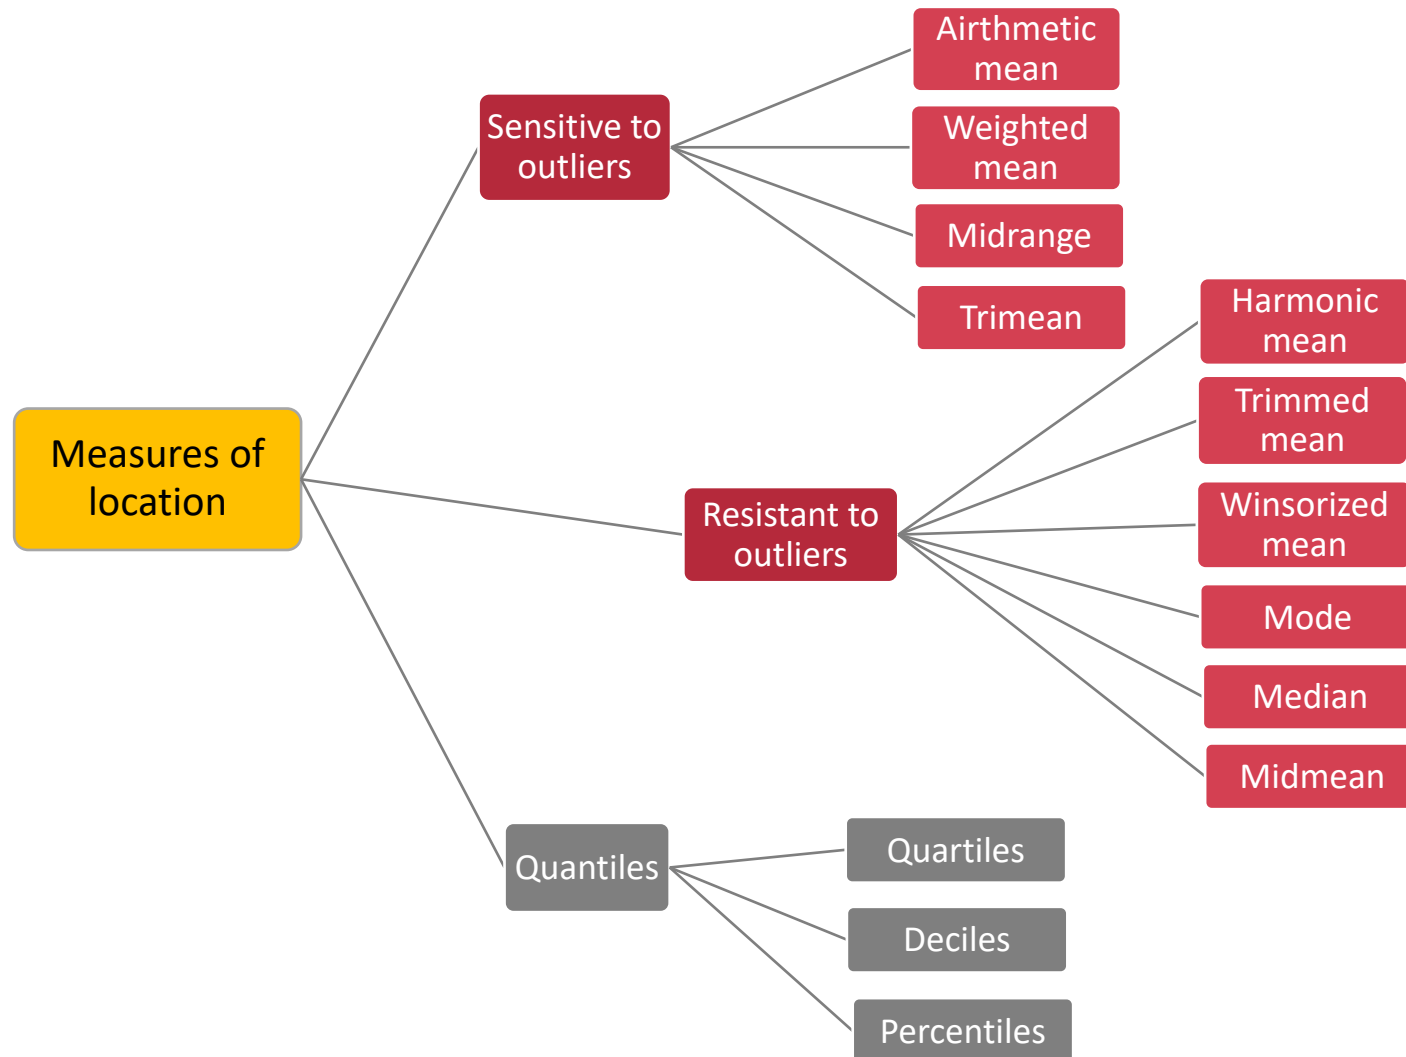 Airthmetic
mean
Sensitive to
outliers
Weighted
mean
Midrange
Trimean
Harmonic
mean
Trimmed
mean
Measures of
location
Resistant to
outliers
Winsorized
mean
Mode
Median
Midmean
Quantiles
Quartiles
Deciles
Percentiles